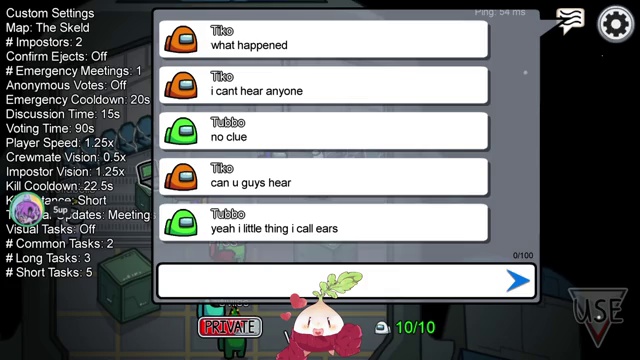 Custom Settings
Map: The Skeld
# Impostors: 2
Confirm Ejects: Off
# Emergency Meetings: 1
Anonymous Votes: Off
Emergency Cooldown: 20s
Discussion Time: 15s
Voting Time: 90s
Player Speed: 1.25x
Crewmate Vision: 0.5x
Impostor Vision: 1.25x
Kill Cooldown: 22.5s
Short
Updates: Meeting
Visual Tasks: Off
# Common Tasks: 2
# Long Tasks: 3
# Short Tasks: 5
Sup
Ping: 54 ms
Tiko
what happened
Tiko
i cant hear anyone
Tubbo
no clue
Tiko
can u guys hear
Tubbo
yeah i little thing i call ears
0/100
PRIVATE
10/10
USE